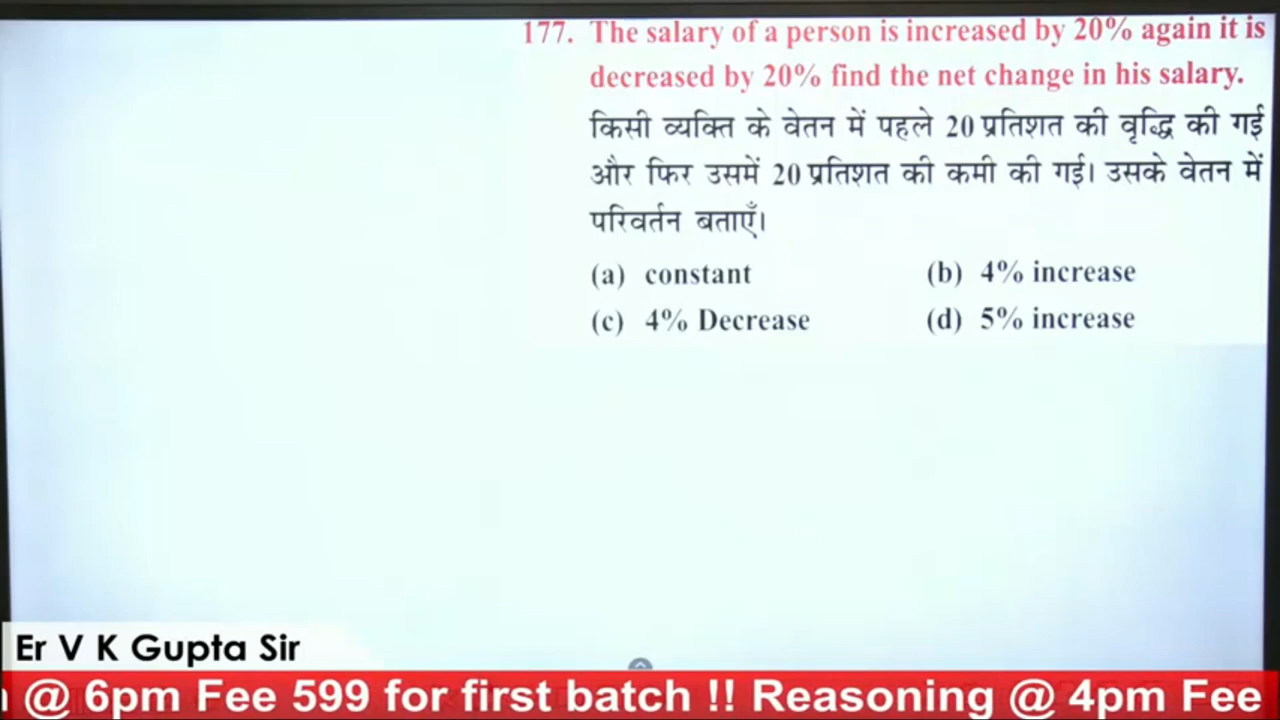 177. The salary of a person is increased by 20% again it is
decreased by 20% find the net change in his salary.
किसी व्यक्ति के वेतन में पहले 20 प्रतिशत की वृद्धि की गई
और फिर उसमें 20 प्रतिशत की कमी की गई। उसके वेतन में
परिवर्तन बताएँ।
(a) constant (b) 4% increase
(c) 4% Decrease (d) 5% increase
Er V K Gupta Sir
@ 6pm Fee 599 for first batch !! Reasoning @ 4pm Fee